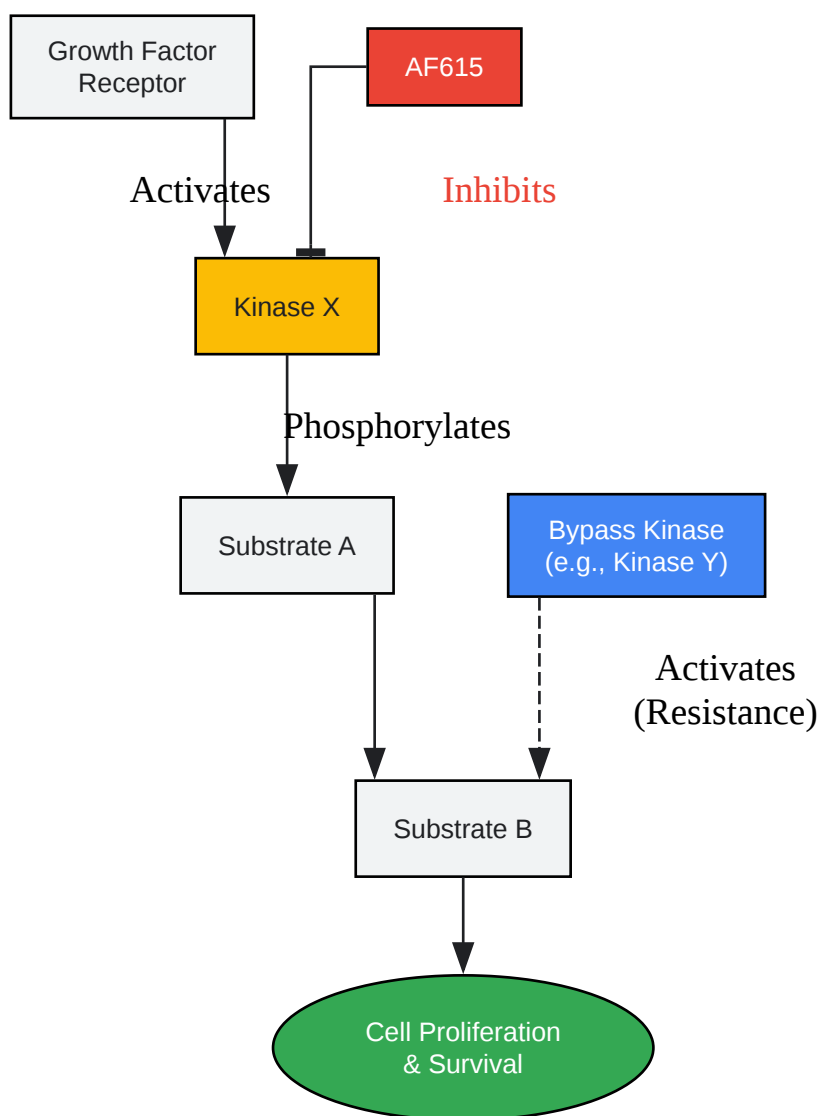 Growth Factor
Receptor
AF615
Activates
Inhibits
Kinase X
Phosphorylates
Substrate A
Bypass Kinase
(e.g., Kinase Y)
Activates
(Resistance)
Substrate B
Cell Proliferation
& Survival